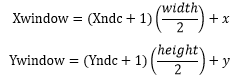 Xwindow = (Xndc + 1) (width/2) + x
Ywindow = (Yndc + 1) (height/2) + y